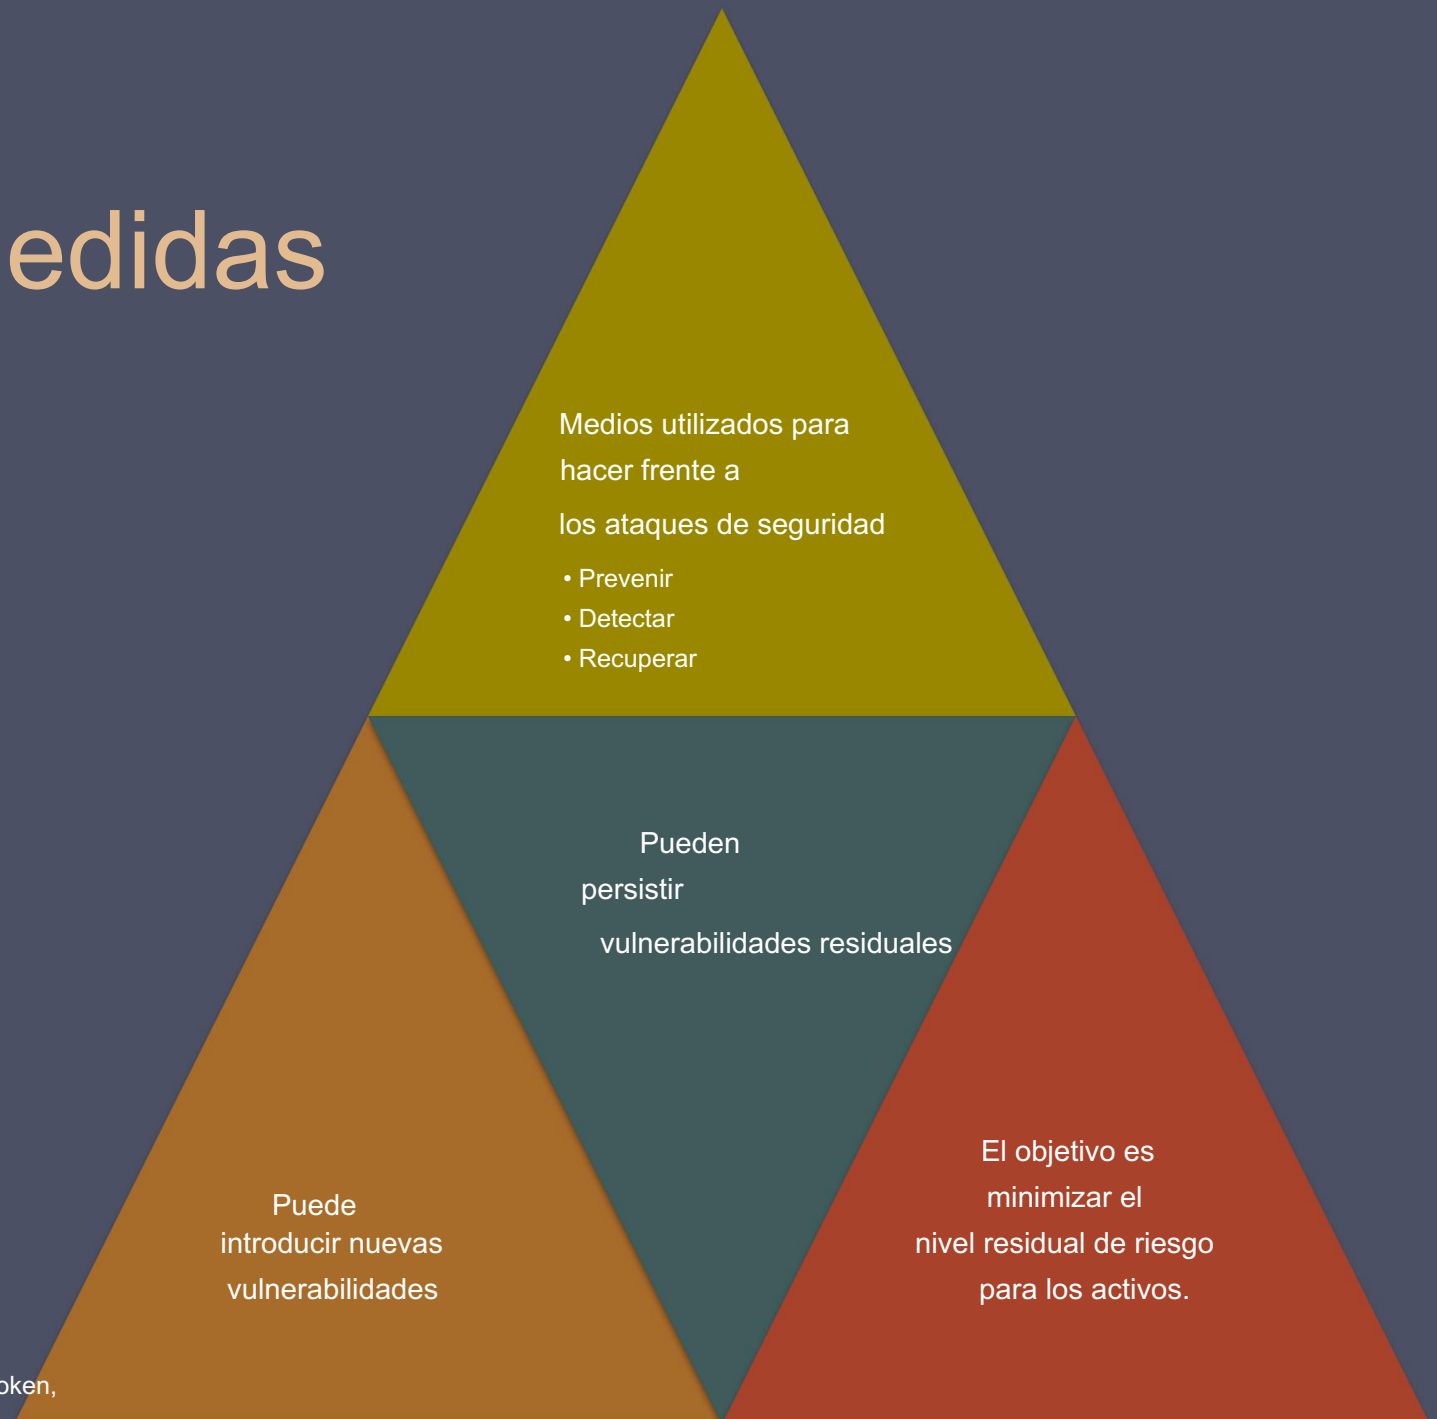 edidas
Medios utilizados para
hacer frente a
los ataques de seguridad
• Prevenir
• Detectar
• Recuperar
Pueden
persistir
vulnerabilidades residuales
Puede
introducir nuevas
vulnerabilidades
El objetivo es
minimizar el
nivel residual de riesgo
para los activos.
oken,